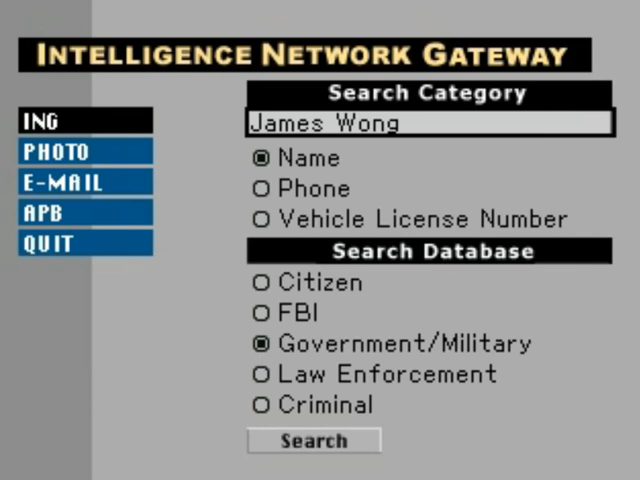 INTELLIGENCE NETWORK GATEWAY
Search Category
ING
James Wong
PHOTO
Name
E-MAIL
Phone
APB
Vehicle License Number
QUIT
Search Database
Citizen
FBI
Government/Military
Law Enforcement
Criminal
Search